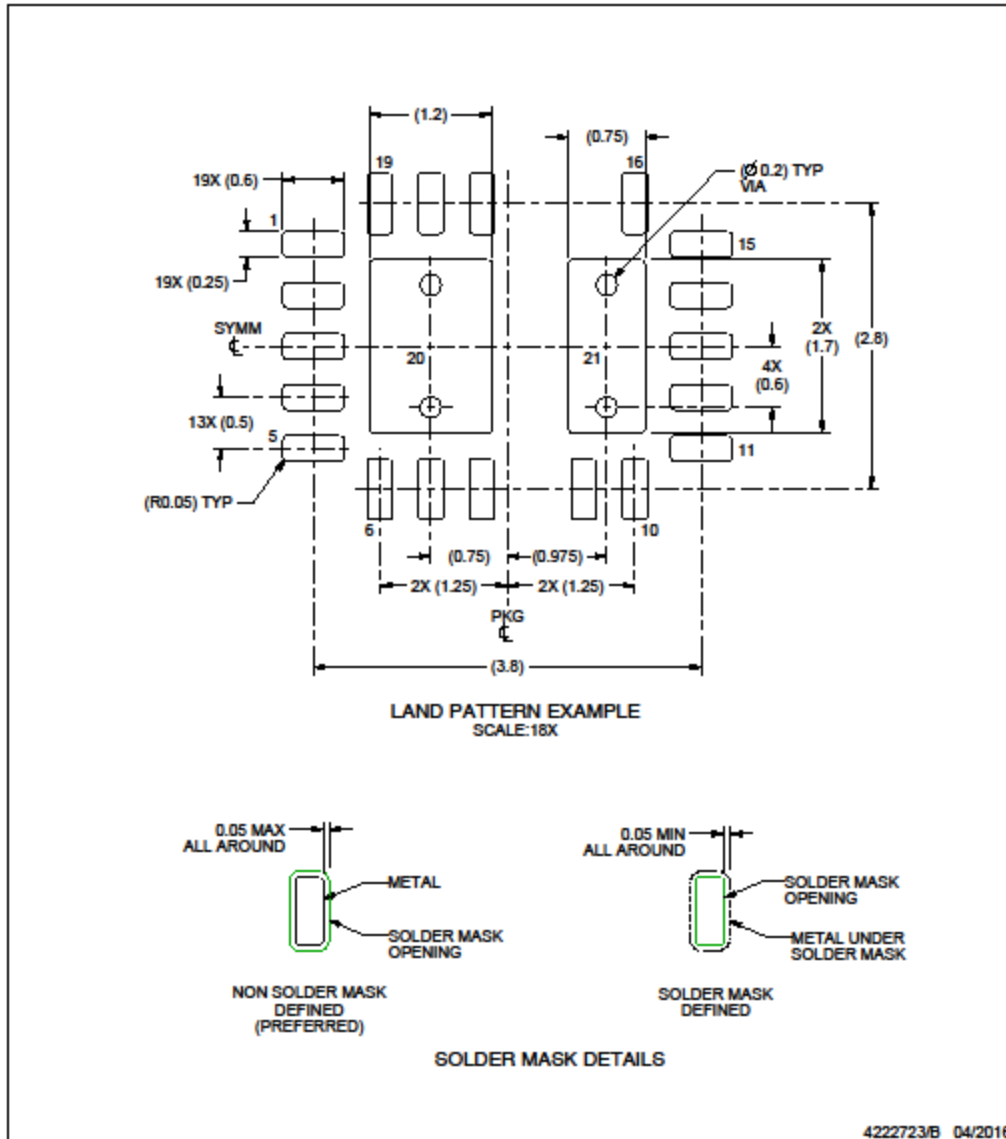 (1.2)
(0.75)
19
16
(Ø 0.2) TYP
VIA
19X (0.6)
1
15
19X (0.25)
SYMM
℄
20
21
2X
(1.7)
(2.8)
4X
(0.6)
13X (0.5)
5
11
(R0.05) TYP
6
10
(0.75)
(0.975)
2X (1.25)
2X (1.25)
PKG
℄
(3.8)
LAND PATTERN EXAMPLE
SCALE:18X
0.05 MAX
ALL AROUND
METAL
SOLDER MASK
OPENING
NON SOLDER MASK
DEFINED
(PREFERRED)
0.05 MIN
ALL AROUND
SOLDER MASK
OPENING
METAL UNDER
SOLDER MASK
SOLDER MASK
DEFINED
SOLDER MASK DETAILS
4222723/B 04/2016